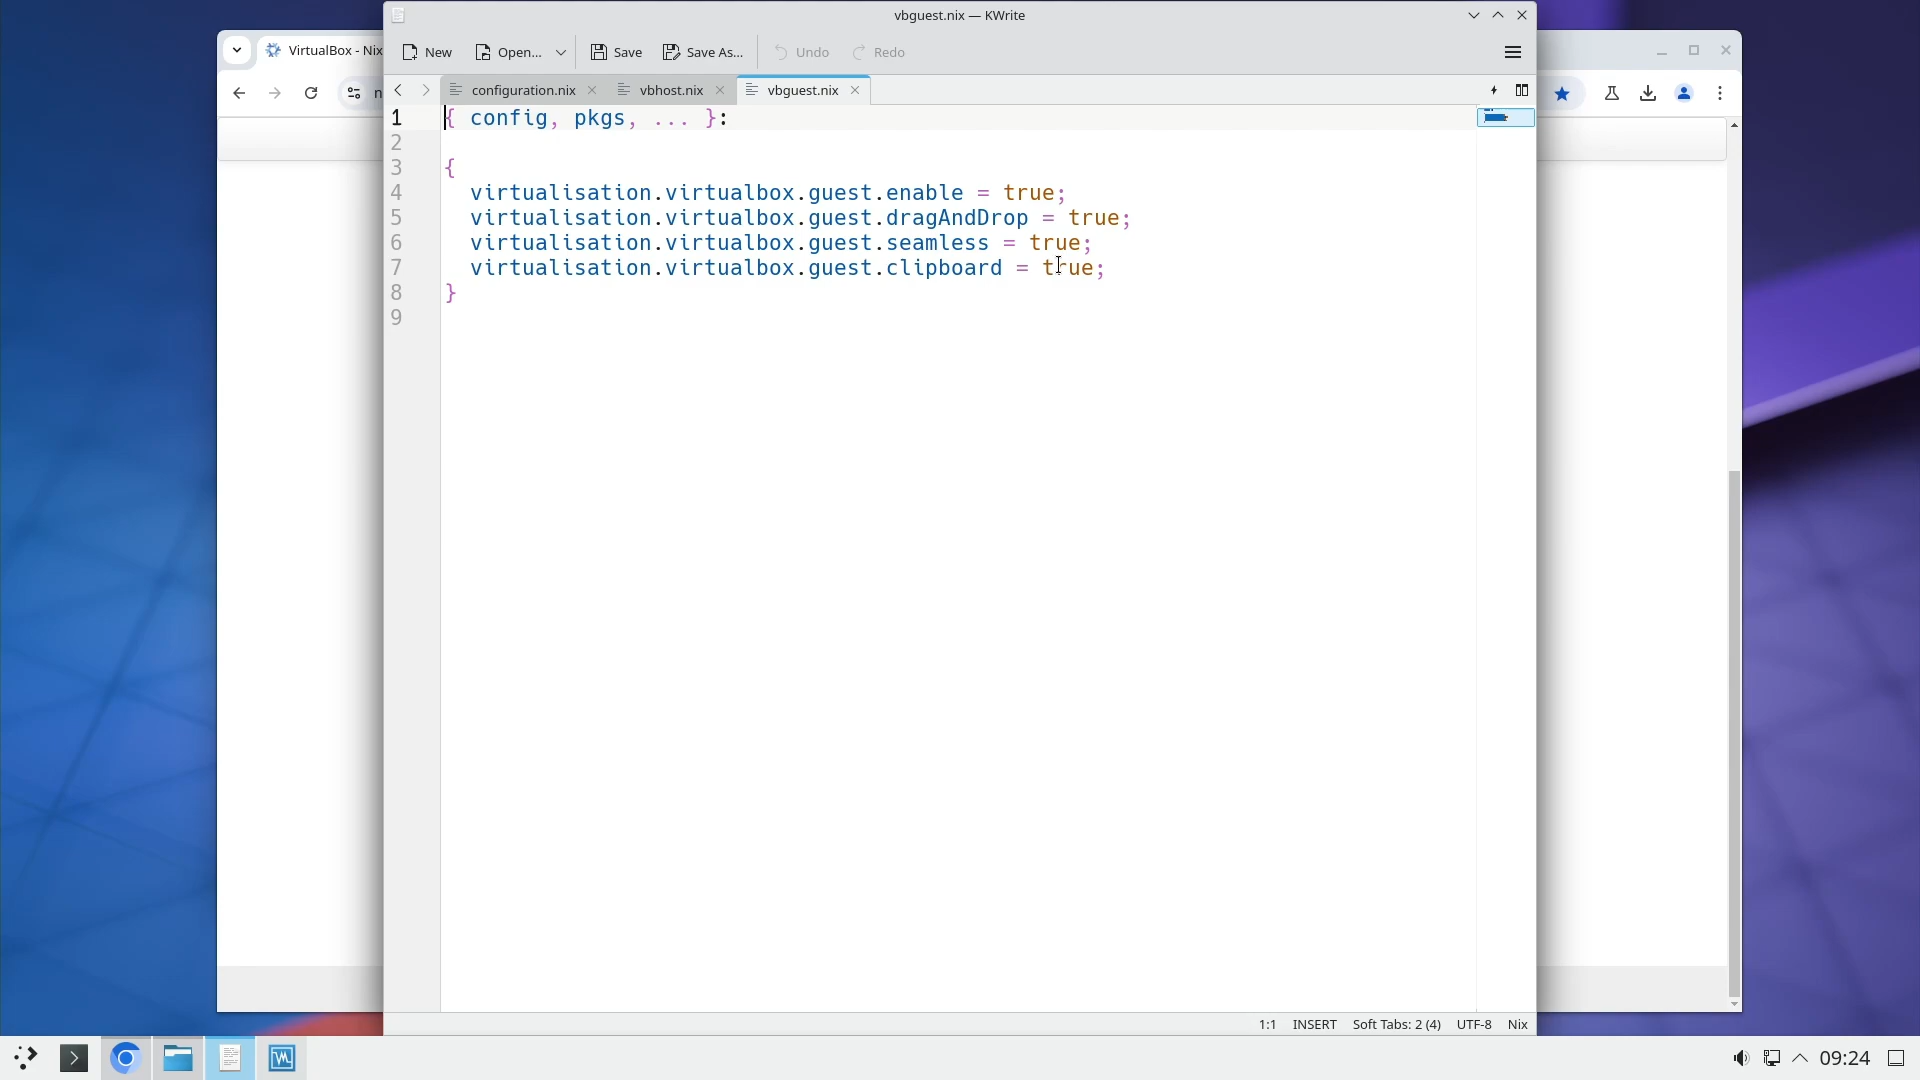 vbguest.nix — KWrite
VirtualBox - Nix
New
Open...
Save
Save As...
Undo
Redo
n
configuration.nix
vbhost.nix
vbguest.nix
1 { config, pkgs, ... }:
2
3 {
4 virtualisation.virtualbox.guest.enable = true;
5 virtualisation.virtualbox.guest.dragAndDrop = true;
6 virtualisation.virtualbox.guest.seamless = true;
7 virtualisation.virtualbox.guest.clipboard = true;
8 }
9
1:1 INSERT Soft Tabs: 2 (4) UTF-8 Nix
09:24